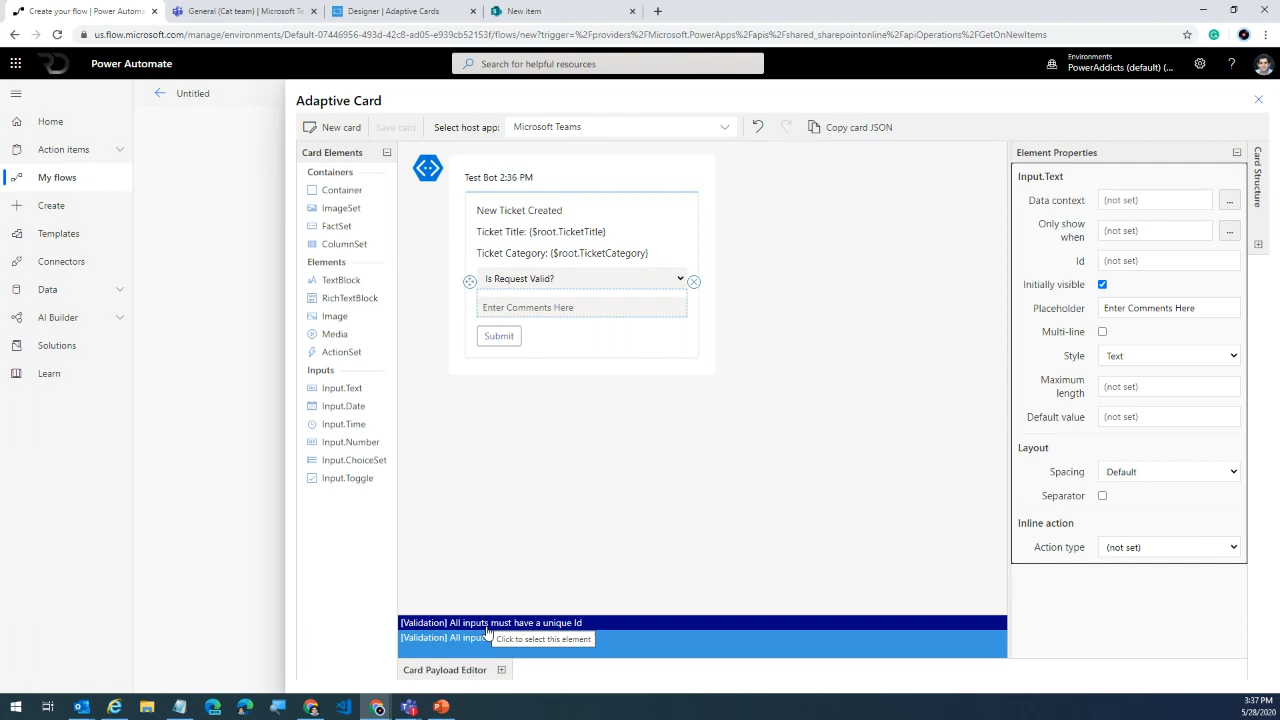 Create your flow | Power Automa
General (Cat team) | Microsoft Te
Designer | Adaptive Cards
New item
us.flow.microsoft.com/manage/environments/Default-07446956-493d-42c8-ad05-e939cb52153f/flows/new?trigger=%2Fproviders%2FMicrosoft.PowerApps%2Fapis%2Fshared_sharepointonline%2FapiOperations%2FGetOnNewItems
Power Automate
Search for helpful resources
Environments
PowerAddicts (default) (...
Untitled
Home
Action items
My flows
Create
Templates
Connectors
Data
AI Builder
Solutions
Learn
Adaptive Card
New card
Save card
Select host app:
Microsoft Teams
Copy card JSON
Card Elements
Containers
Container
ImageSet
FactSet
ColumnSet
Elements
TextBlock
RichTextBlock
Image
Media
ActionSet
Inputs
Input.Text
Input.Date
Input.Time
Input.Number
Input.ChoiceSet
Input.Toggle
Test Bot 2:36 PM
New Ticket Created
Ticket Title: {$root.TicketTitle}
Ticket Category: {$root.TicketCategory}
Is Request Valid?
Enter Comments Here
Submit
[Validation] All inputs must have a unique Id
[Validation] All input
Click to select this element
Card Payload Editor
Element Properties
Input.Text
Data context (not set) ...
Only show when (not set) ...
Id (not set)
Initially visible
Placeholder Enter Comments Here
Multi-line
Style Text
Maximum length (not set)
Default value (not set)
Layout
Spacing Default
Separator
Inline action
Action type (not set)
Card Structure
3:37 PM
5/28/2020